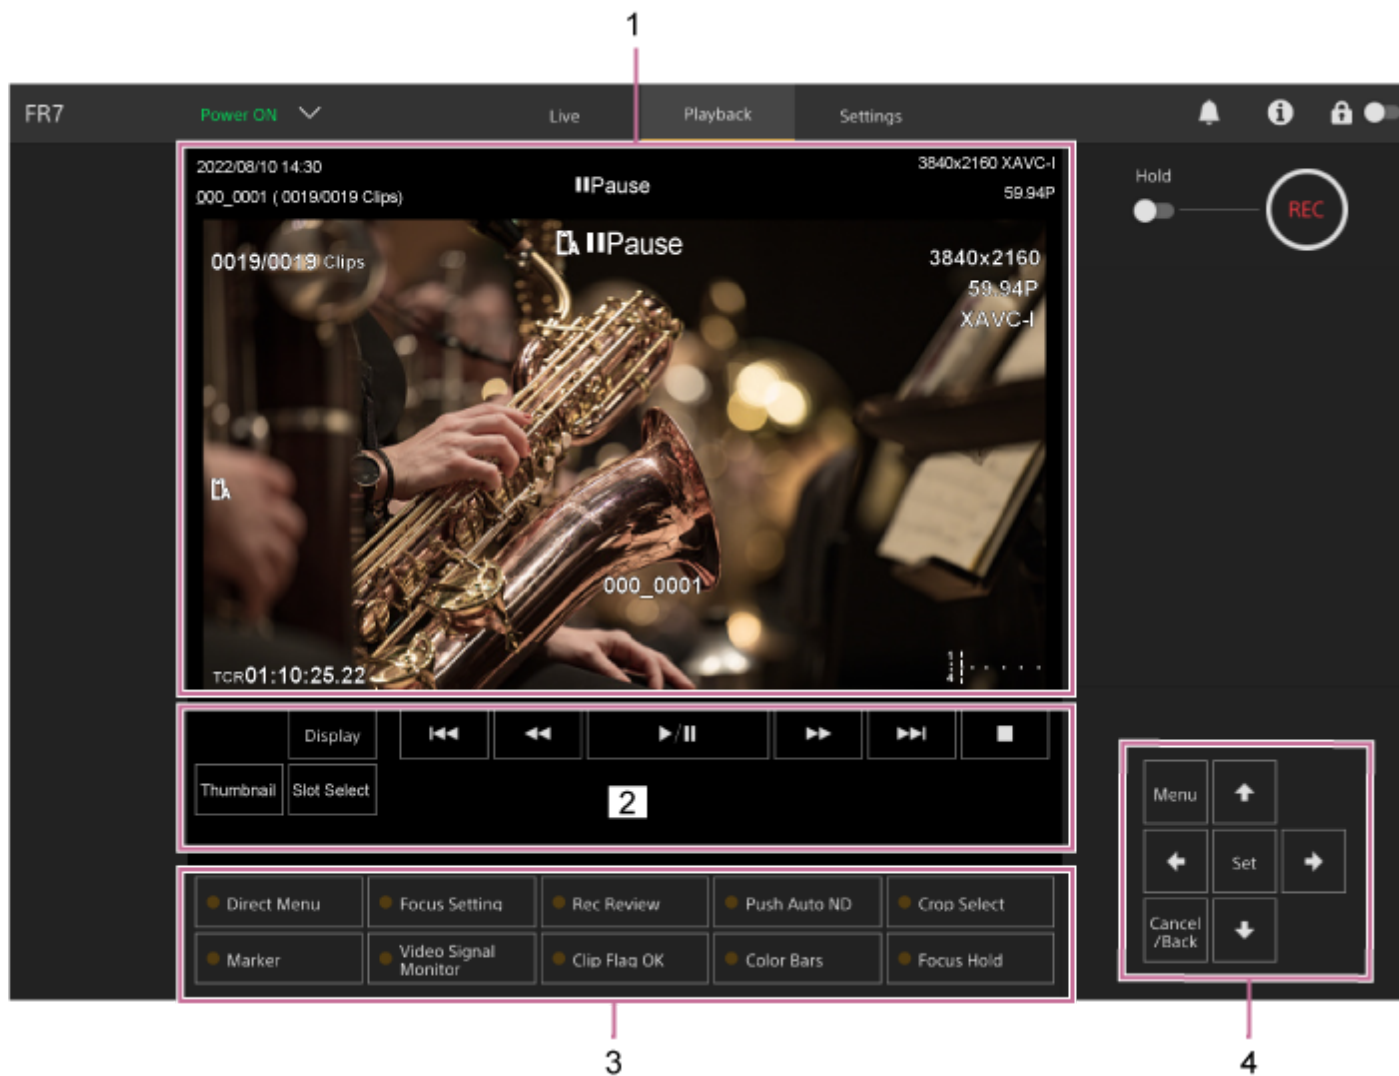 1
FR7
Power ON
Live
Playback
Settings
2022/08/10 14:30
3840x2160 XAVC-I
000_0001 ( 0019/0019 Clips)
Pause
59.94P
Hold
REC
Pause
0019/0019 Clips
3840x2160
59.94P
XAVC-I
A
A
000_0001
TCR01:10:25.22
1
4
Display
Thumbnail
Slot Select
2
Menu
Set
Cancel
/Back
Direct Menu
Focus Setting
Rec Review
Push Auto ND
Crop Select
Marker
Video Signal
Monitor
Clip Flag OK
Color Bars
Focus Hold
3
4